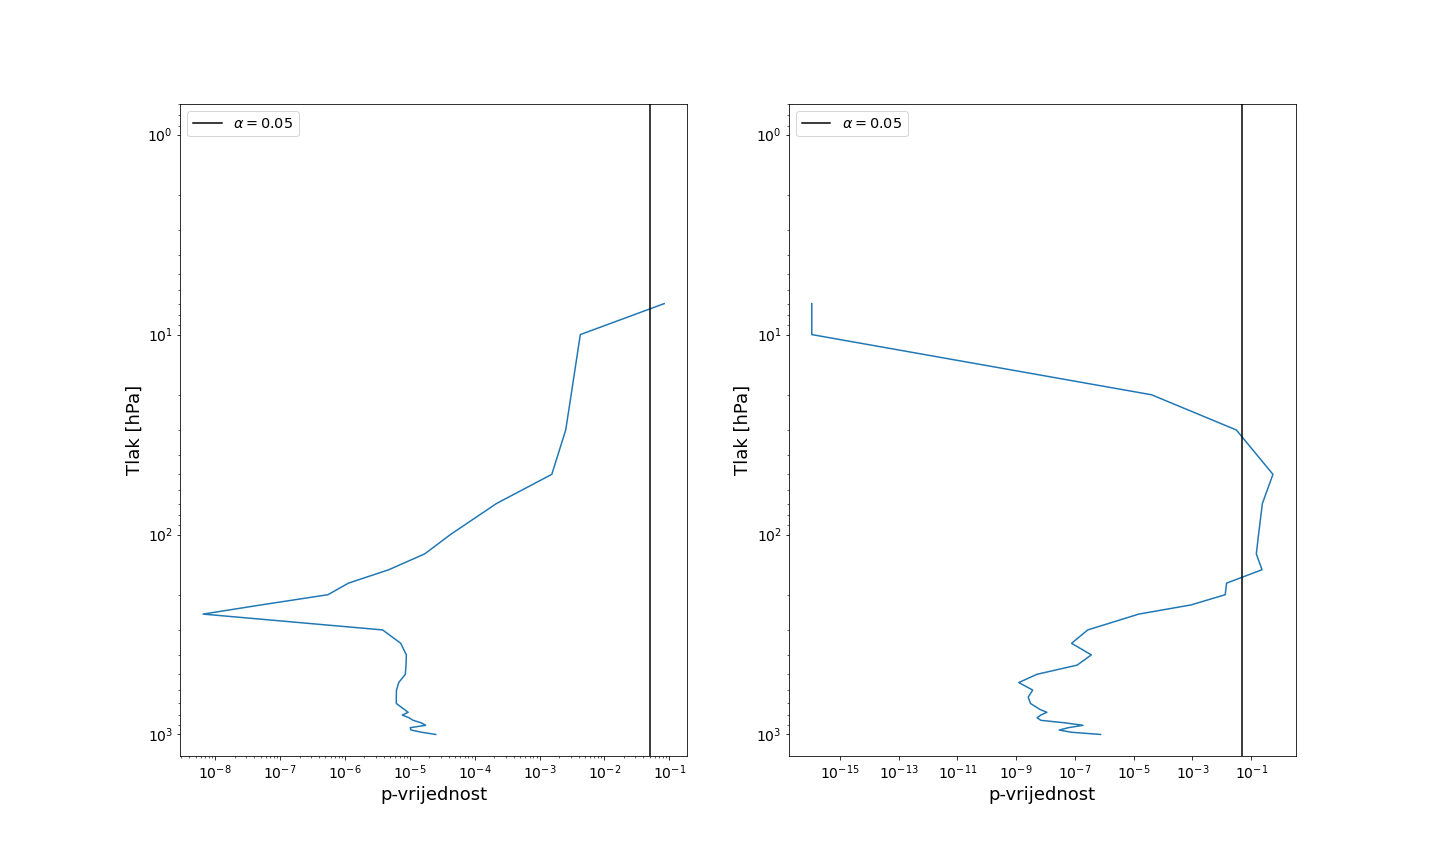 α = 0.05
10⁰
10¹
10²
10³
Tlak [hPa]
10⁻⁸ 10⁻⁷ 10⁻⁶ 10⁻⁵ 10⁻⁴ 10⁻³ 10⁻² 10⁻¹
p-vrijednost
α = 0.05
10⁰
10¹
10²
10³
Tlak [hPa]
10⁻¹⁵ 10⁻¹³ 10⁻¹¹ 10⁻⁹ 10⁻⁷ 10⁻⁵ 10⁻³ 10⁻¹
p-vrijednost